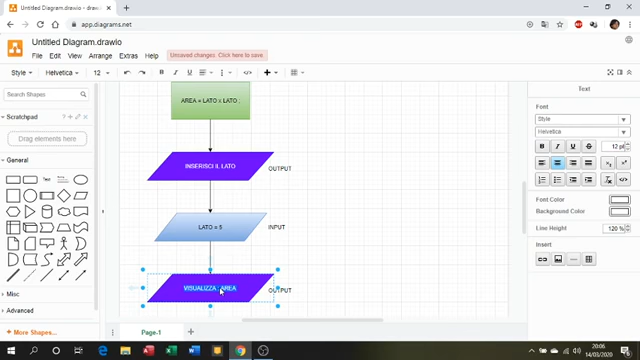 Untitled Diagram.drawio
app.diagrams.net
Untitled Diagram.drawio
File Edit View Arrange Extras Help
Unsaved changes. Click here to save.
Style Helvetica 12
Search Shapes
Scratchpad
Drag elements here
General
Text
Misc
Advanced
+ More Shapes...
AREA = LATO x LATO ;
INSERISCI IL LATO
OUTPUT
LATO = 5
INPUT
VISUALIZZA : AREA
OUTPUT
Text
Font
Style
Helvetica
B I U S 12 pt
Font Color
Background Color
Line Height 120 %
Insert
Page-1
20:06
14/03/2020